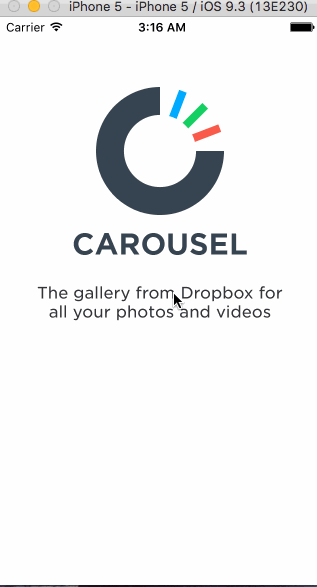 iPhone 5 - iPhone 5 / iOS 9.3 (13E230)
Carrier 3:16 AM
CAROUSEL
The gallery from Dropbox for
all your photos and videos